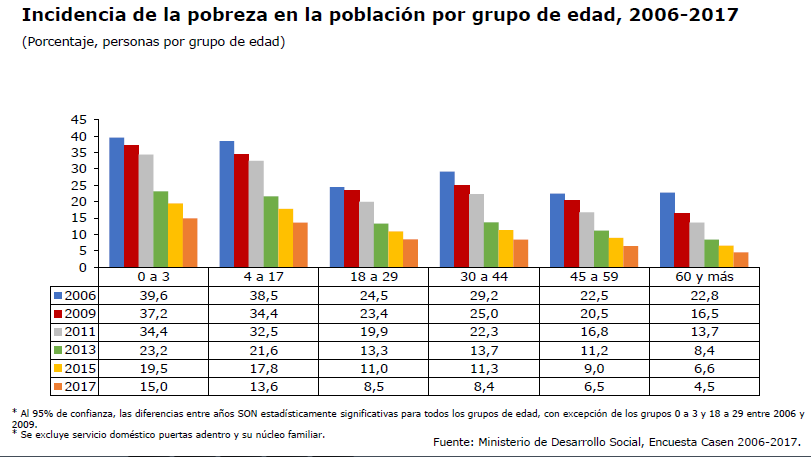 Incidencia de la pobreza en la población por grupo de edad, 2006-2017
(Porcentaje, personas por grupo de edad)
45
40
35
30
25
20
15
10
5
0
0 a 3 4 a 17 18 a 29 30 a 44 45 a 59 60 y más
2006 39,6 38,5 24,5 29,2 22,5 22,8
2009 37,2 34,4 23,4 25,0 20,5 16,5
2011 34,4 32,5 19,9 22,3 16,8 13,7
2013 23,2 21,6 13,3 13,7 11,2 8,4
2015 19,5 17,8 11,0 11,3 9,0 6,6
2017 15,0 13,6 8,5 8,4 6,5 4,5
* Al 95% de confianza, las diferencias entre años SON estadísticamente significativas para todos los grupos de edad, con excepción de los grupos 0 a 3 y 18 a 29 entre 2006 y
2009.
* Se excluye servicio doméstico puertas adentro y su núcleo familiar.
Fuente: Ministerio de Desarrollo Social, Encuesta Casen 2006-2017.